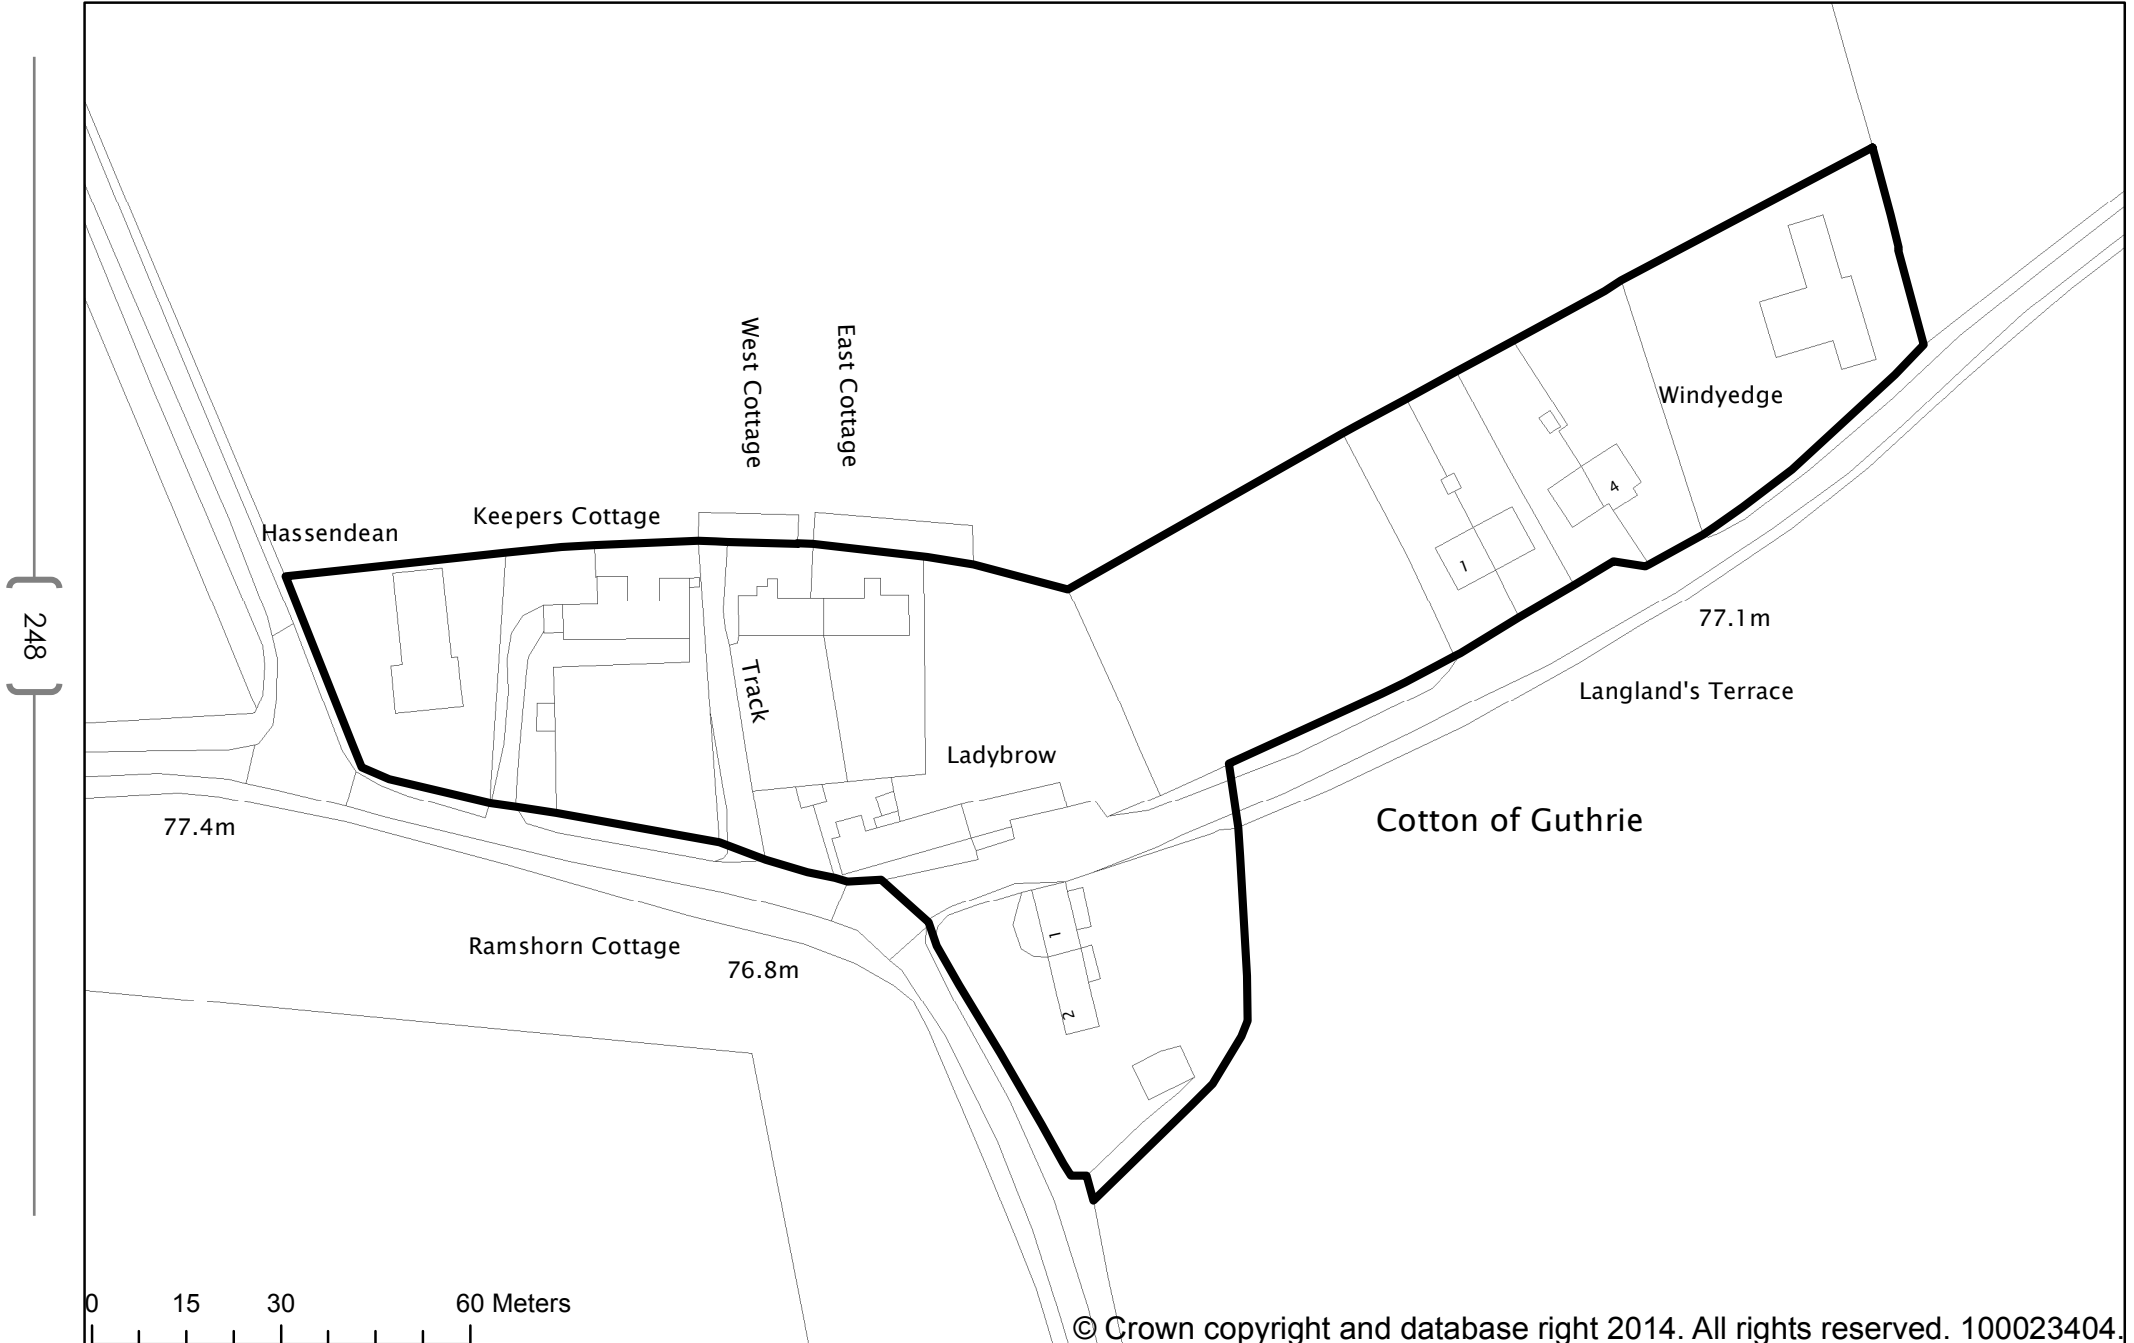 West Cottage
East Cottage
Windyedge
4
Keepers Cottage
Hassendean
1
248
77.1m
Track
Langland's Terrace
Ladybrow
Cotton of Guthrie
77.4m
1
Ramshorn Cottage
76.8m
2
0 15 30 60 Meters
© Crown copyright and database right 2014. All rights reserved. 100023404.